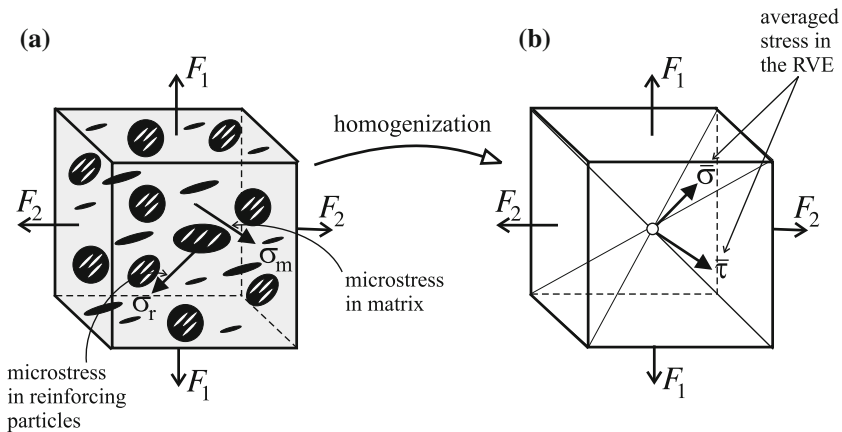 (a)
F1
F2
F2
σm
σr
F1
microstress
in matrix
microstress
in reinforcing
particles
homogenization
(b)
averaged
stress in
the RVE
F1
σ̄
F2
F2
τ̄
F1